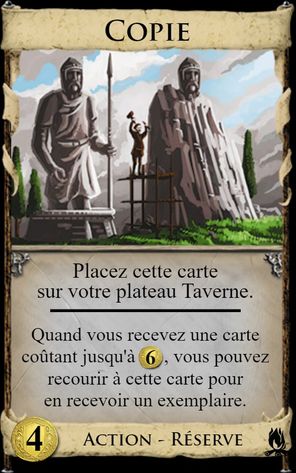 COPIE
Placez cette carte
sur votre plateau Taverne.
Quand vous recevez une carte
coûtant jusqu'à 6, vous pouvez
recourir à cette carte pour
en recevoir un exemplaire.
4 ACTION - RÉSERVE